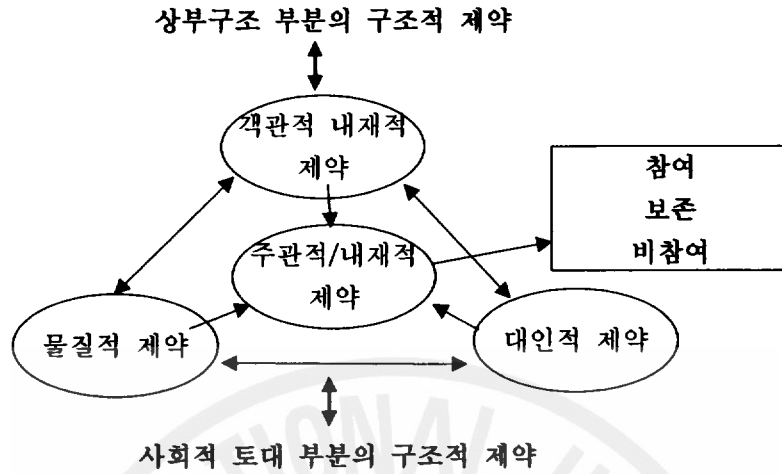 상부구조 부분의 구조적 제약
객관적 내재적
제약
참여
보존
비참여
주관적/내재적
제약
물질적 제약
대인적 제약
사회적 토대 부분의 구조적 제약